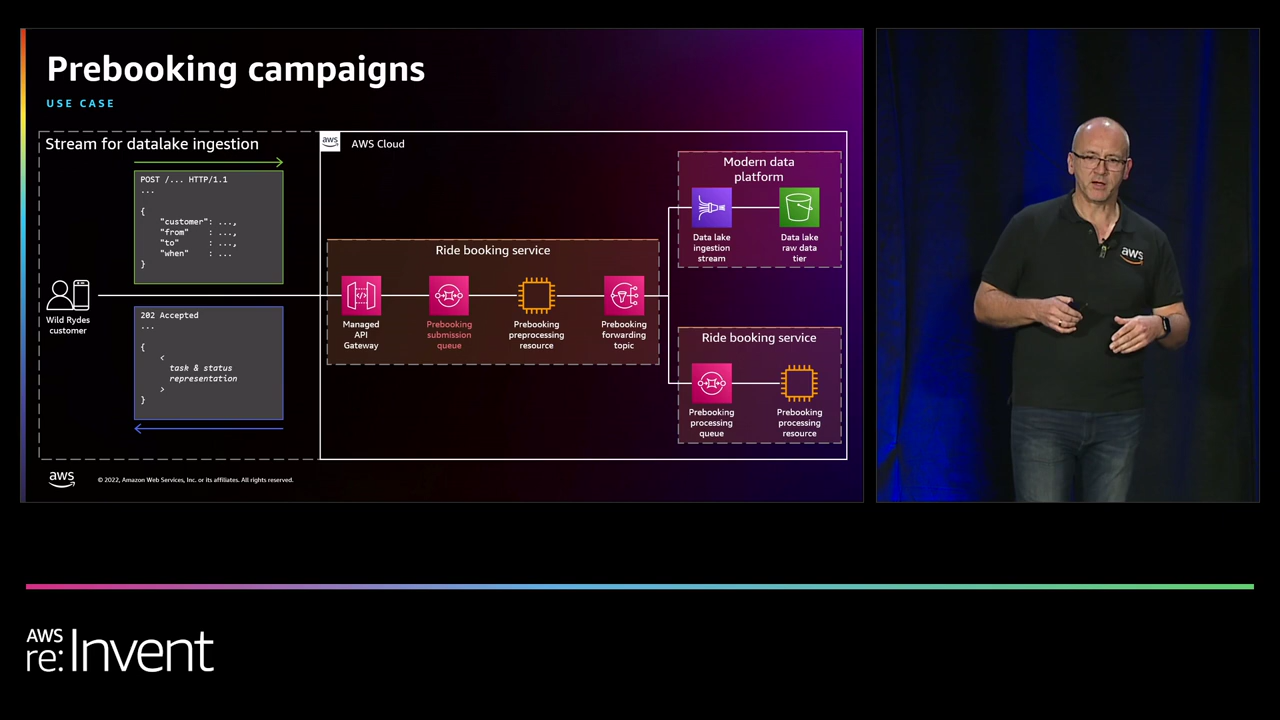 Prebooking campaigns
USE CASE
Stream for datalake ingestion
POST /... HTTP/1.1
...
{
"customer": ...,
"from" : ...,
"to" : ...,
"when" : ...
}
Wild Rydes
customer
202 Accepted
...
{
<
task & status
representation
>
}
aws
AWS Cloud
Ride booking service
Managed
API
Gateway
Prebooking
submission
queue
Prebooking
preprocessing
resource
Prebooking
forwarding
topic
Modern data
platform
Data lake
ingestion
stream
Data lake
raw data
tier
Ride booking service
Prebooking
processing
queue
Prebooking
processing
resource
aws
© 2022, Amazon Web Services, Inc. or its affiliates. All rights reserved.
aws
AWS
re:Invent